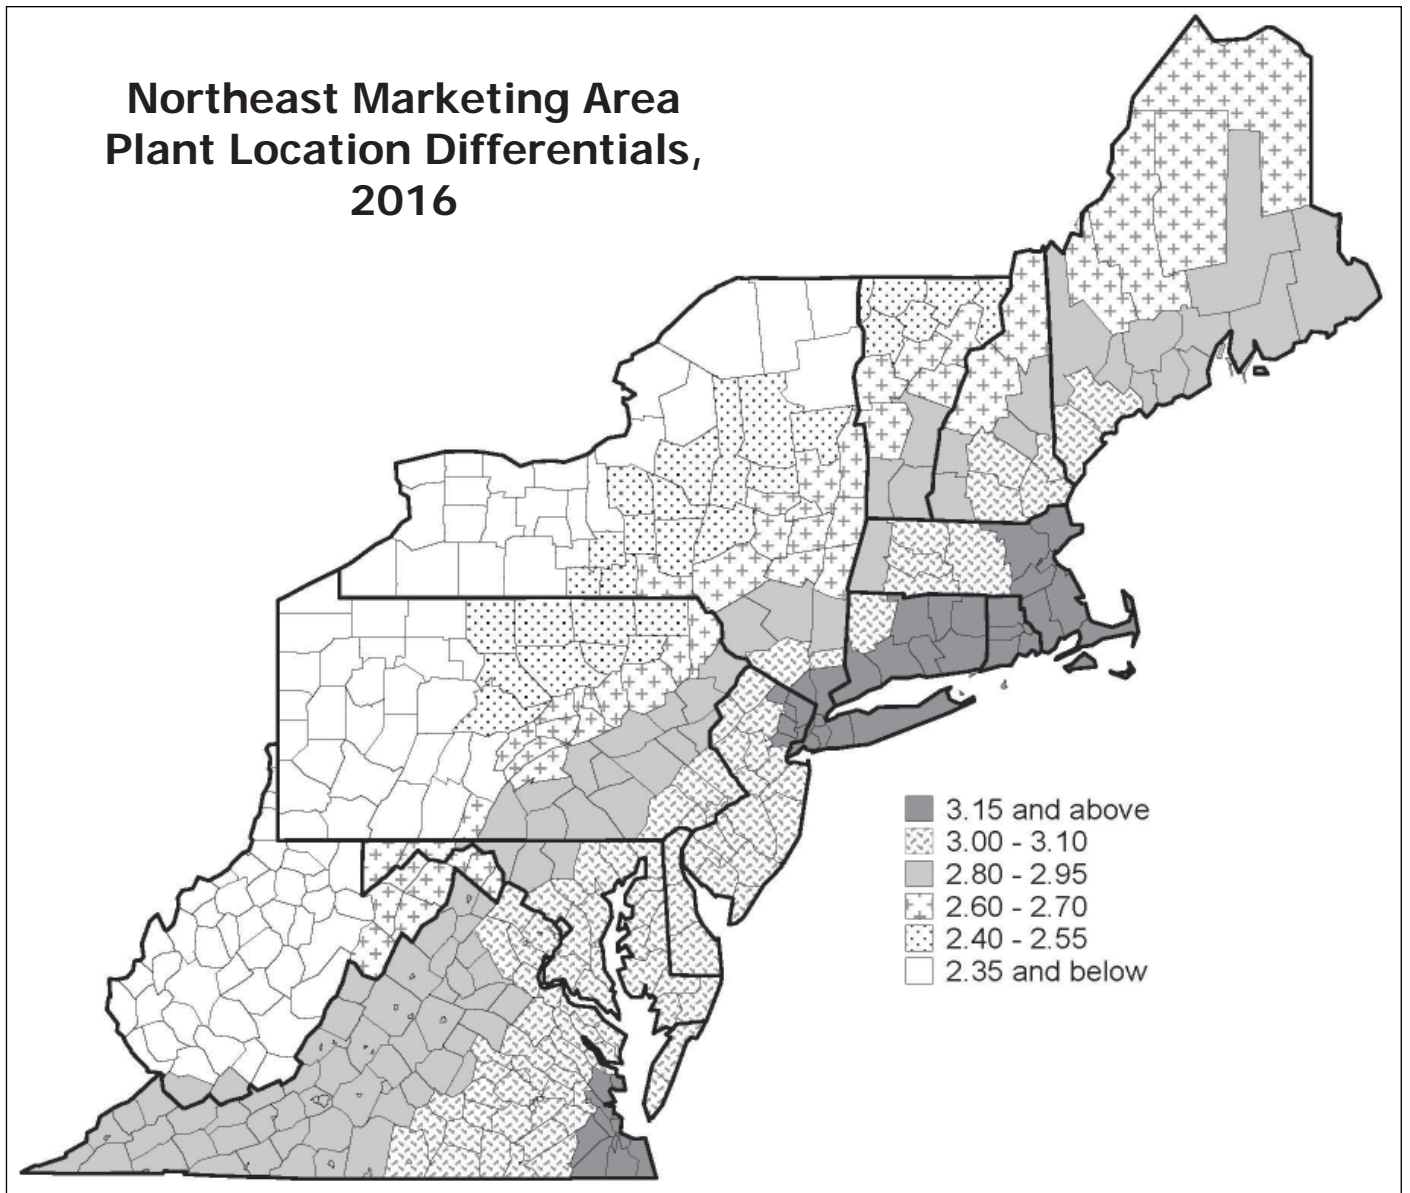 Northeast Marketing Area
Plant Location Differentials,
2016
3.15 and above
3.00 - 3.10
2.80 - 2.95
2.60 - 2.70
2.40 - 2.55
2.35 and below